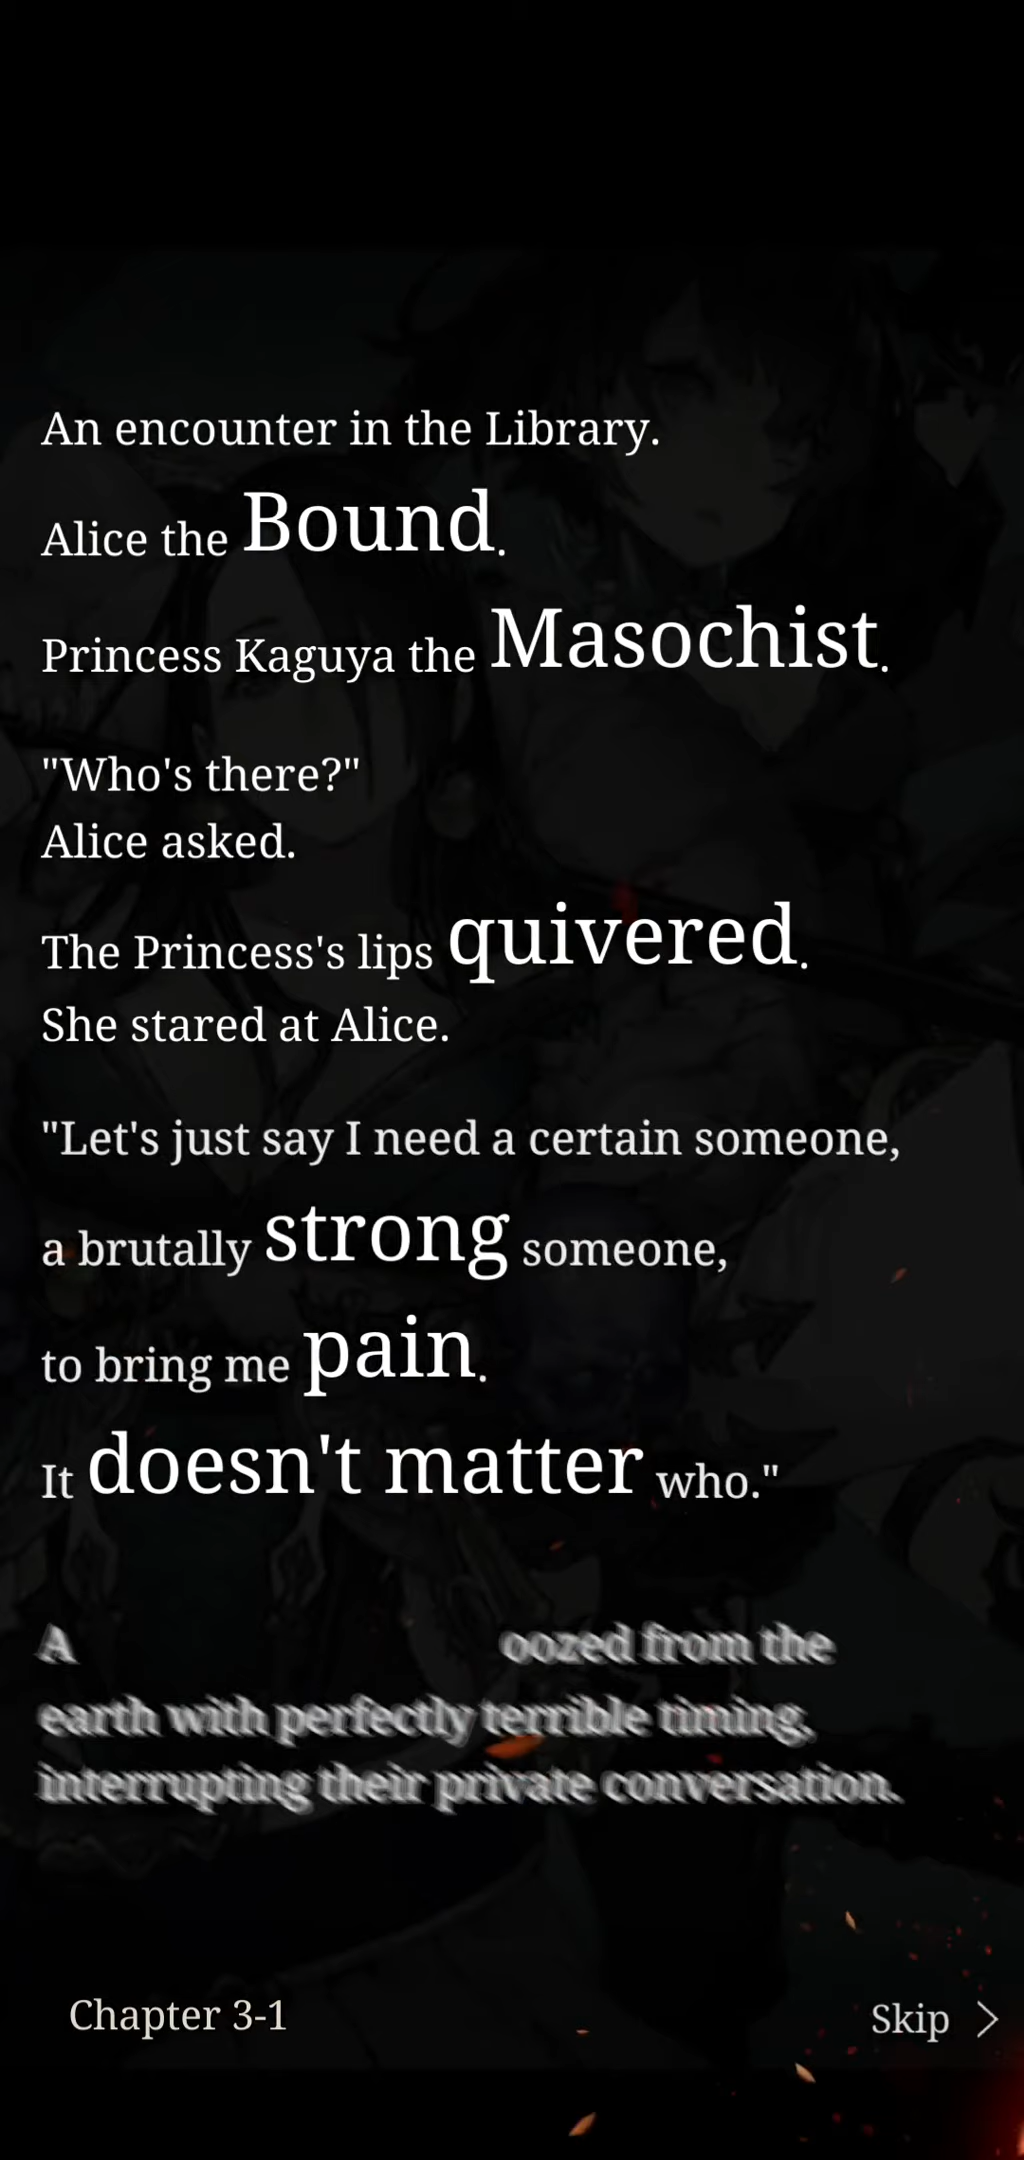 An encounter in the Library.
Alice the Bound.
Princess Kaguya the Masochist.
"Who's there?"
Alice asked.
The Princess's lips quivered.
She stared at Alice.
"Let's just say I need a certain someone,
a brutally strong someone,
to bring me pain.
It doesn't matter who."
A oozed from the
earth with perfectly terrible timing,
interrupting their private conversation.
Chapter 3-1
Skip >